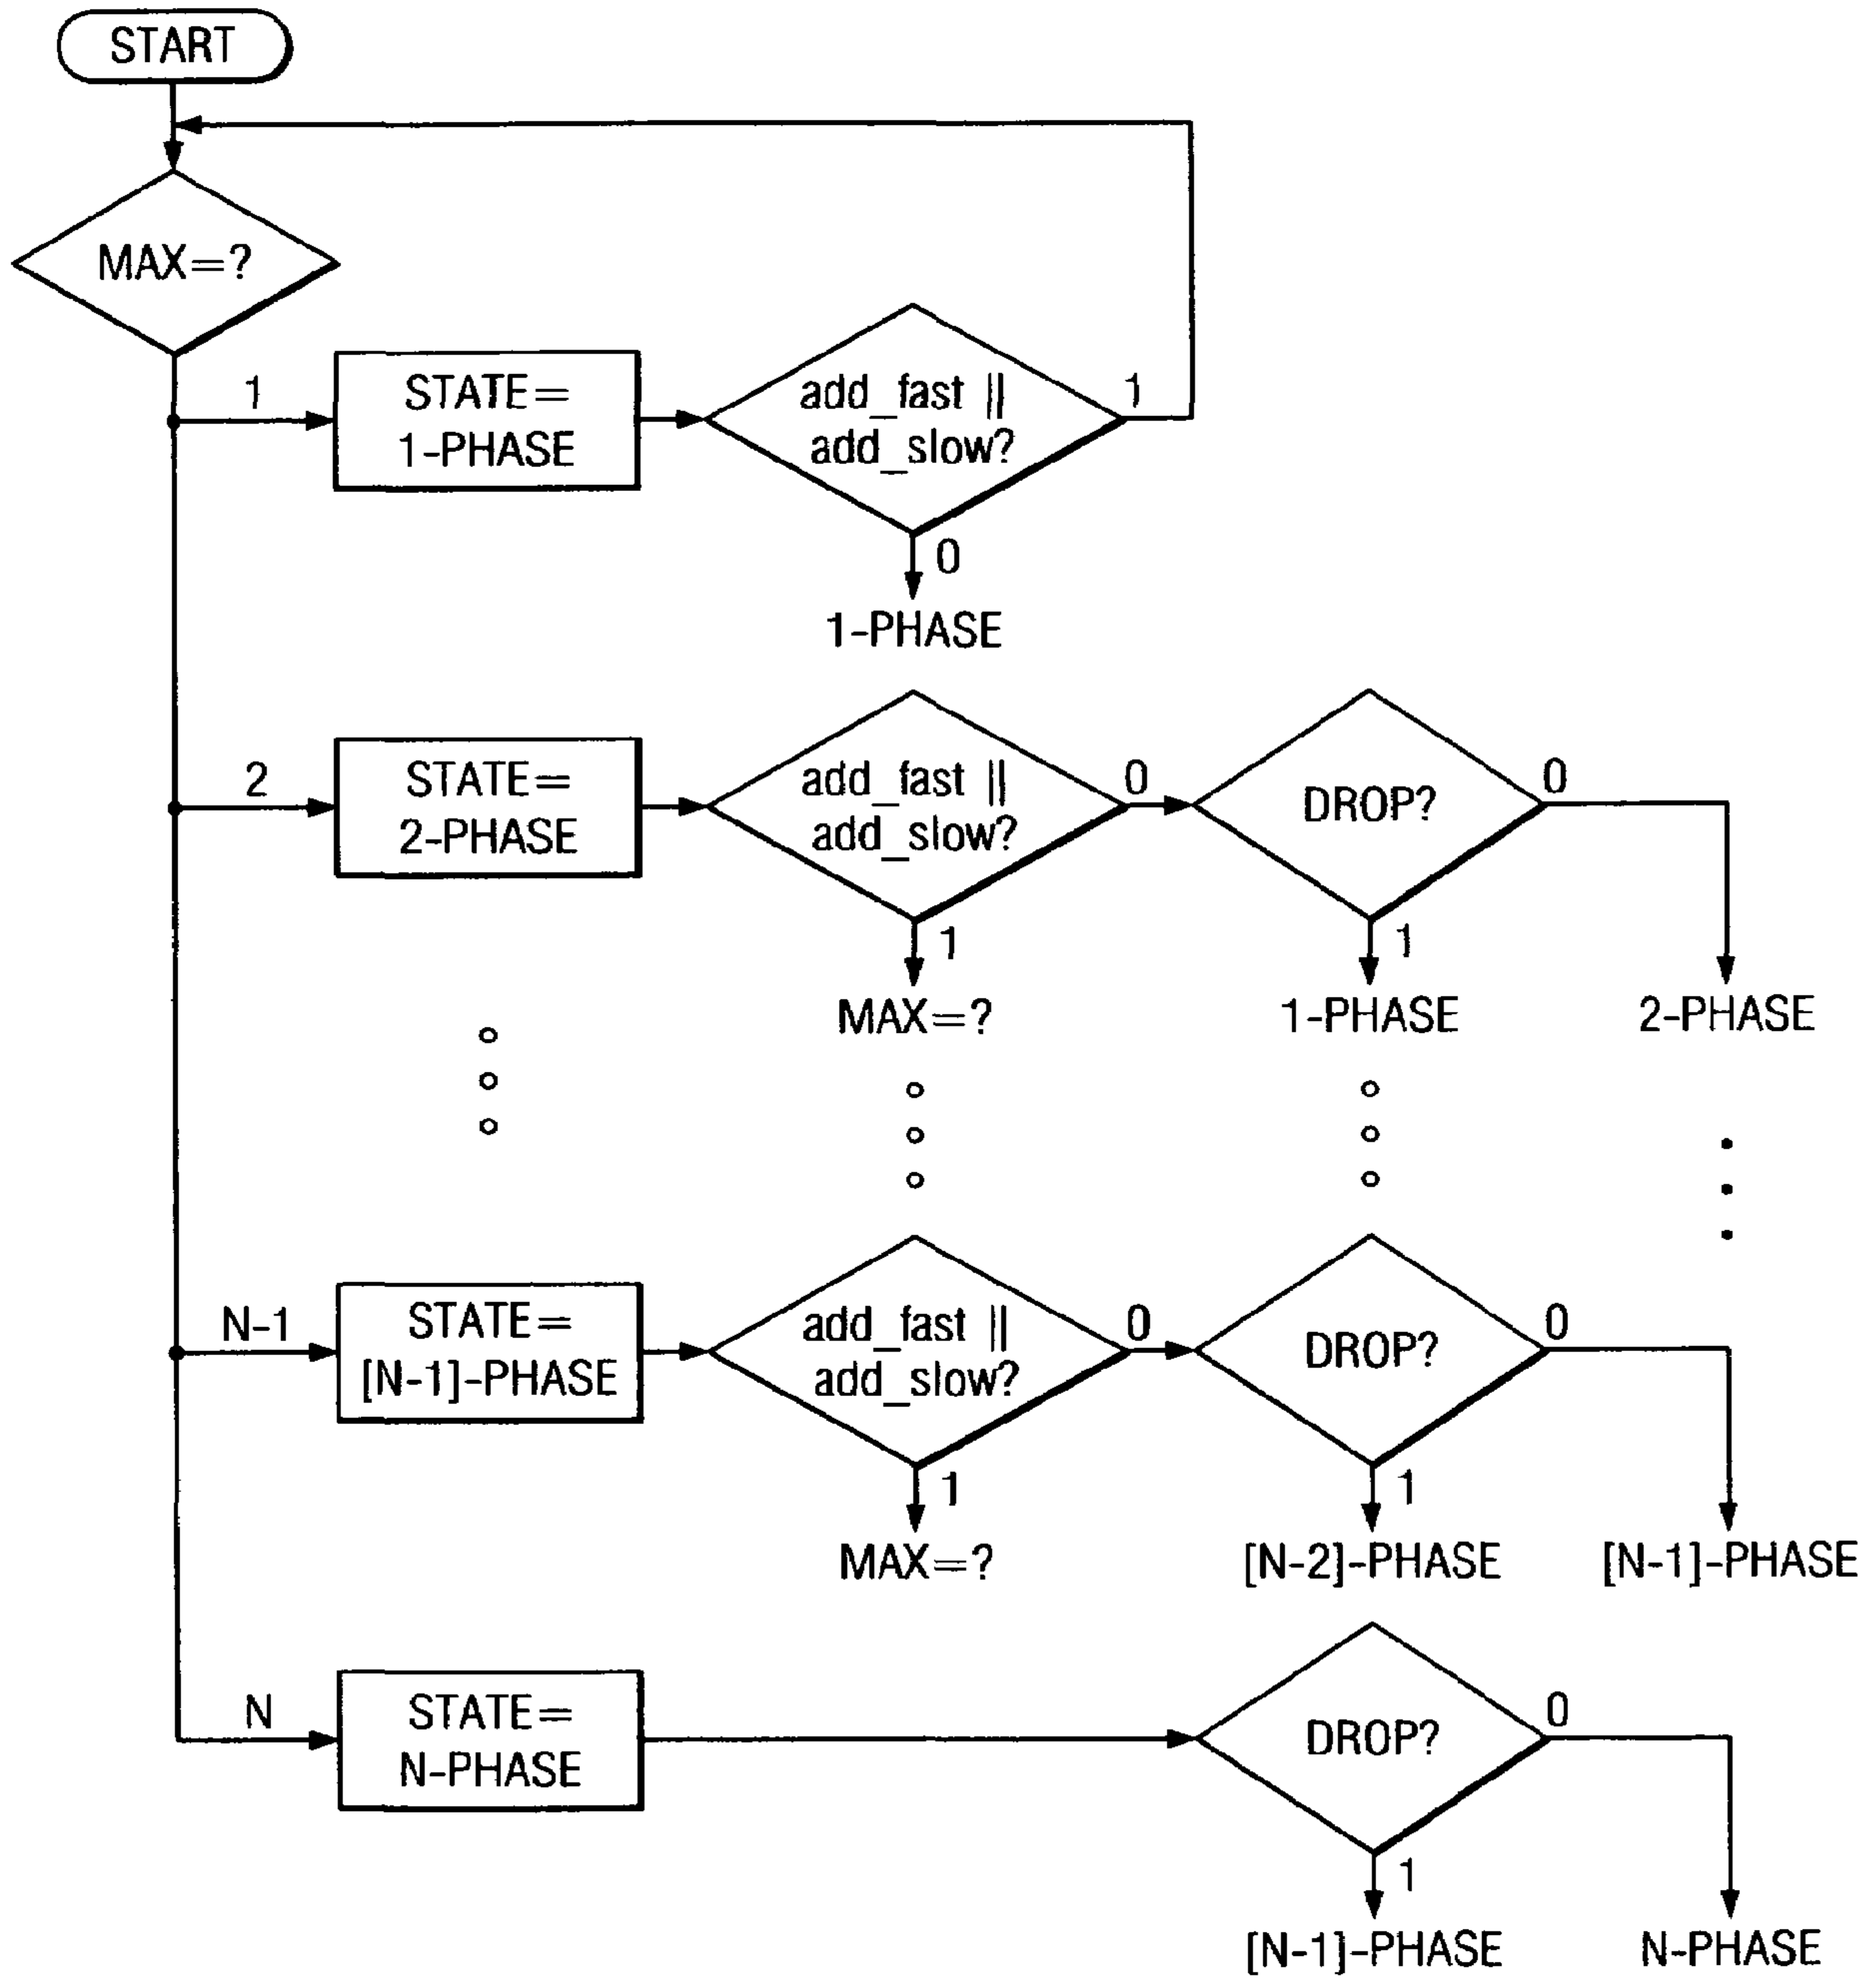 START
MAX=?
1
STATE=
1-PHASE
add_fast ||
add_slow?
1
0
1-PHASE
2
STATE=
2-PHASE
add_fast ||
add_slow?
0
DROP?
0
1
MAX=?
1
1-PHASE
2-PHASE
N-1
STATE=
[N-1]-PHASE
add_fast ||
add_slow?
0
DROP?
0
1
MAX=?
1
[N-2]-PHASE
[N-1]-PHASE
N
STATE=
N-PHASE
DROP?
0
1
[N-1]-PHASE
N-PHASE